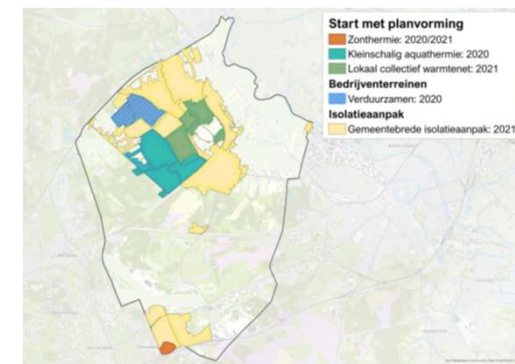 Start met planvorming
Zonthermie: 2020/2021
Kleinschalig aquathermie: 2020
Lokaal collectief warmtenet: 2021
Bedrijventerreinen
Verduurzamen: 2020
Isolatieaanpak
Gemeentebrede isolatieaanpak: 2021